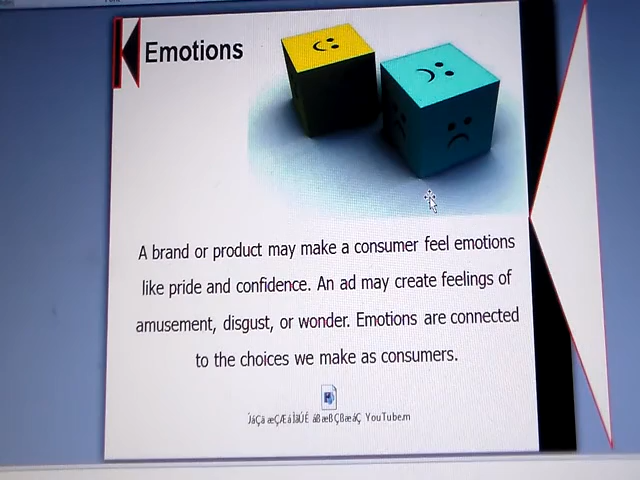 Emotions
A brand or product may make a consumer feel emotions
like pride and confidence. An ad may create feelings of
amusement, disgust, or wonder. Emotions are connected
to the choices we make as consumers.
YouTube.m